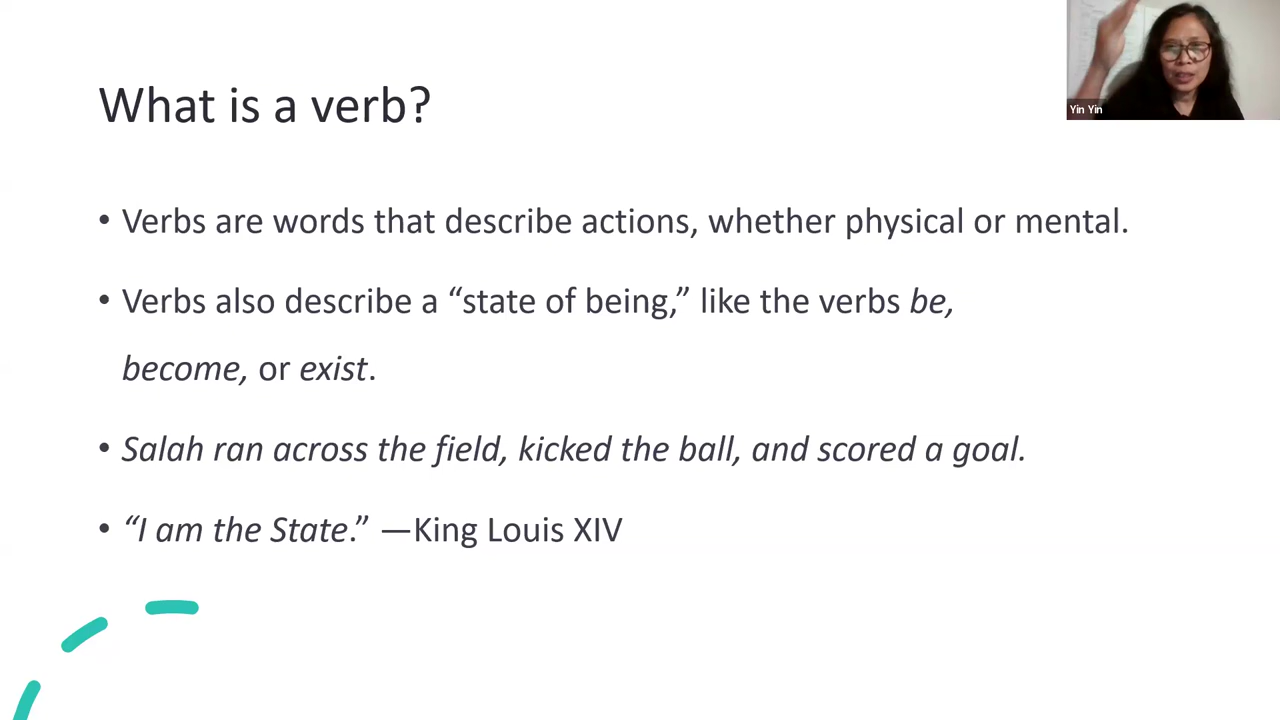 What is a verb?
Yin Yin
• Verbs are words that describe actions, whether physical or mental.
• Verbs also describe a “state of being,” like the verbs be,
become, or exist.
• Salah ran across the field, kicked the ball, and scored a goal.
• “I am the State.” —King Louis XIV